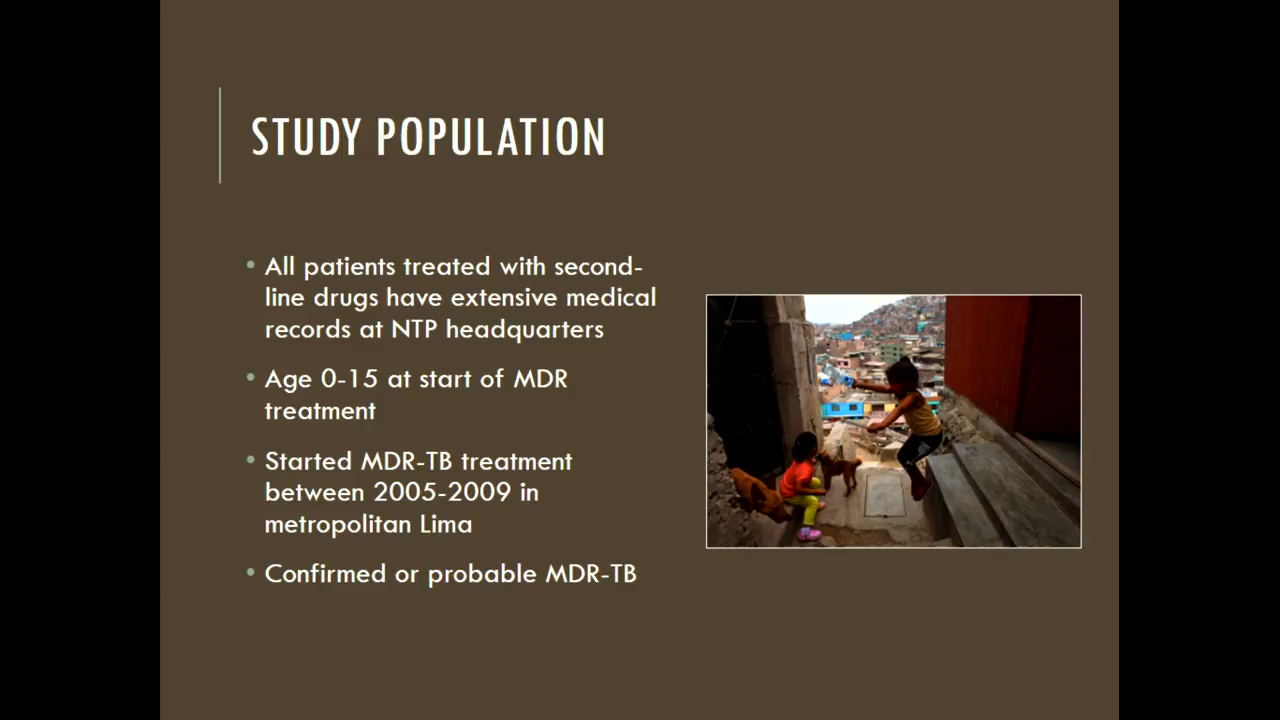 STUDY POPULATION
• All patients treated with second-
line drugs have extensive medical
records at NTP headquarters
• Age 0-15 at start of MDR
treatment
• Started MDR-TB treatment
between 2005-2009 in
metropolitan Lima
• Confirmed or probable MDR-TB